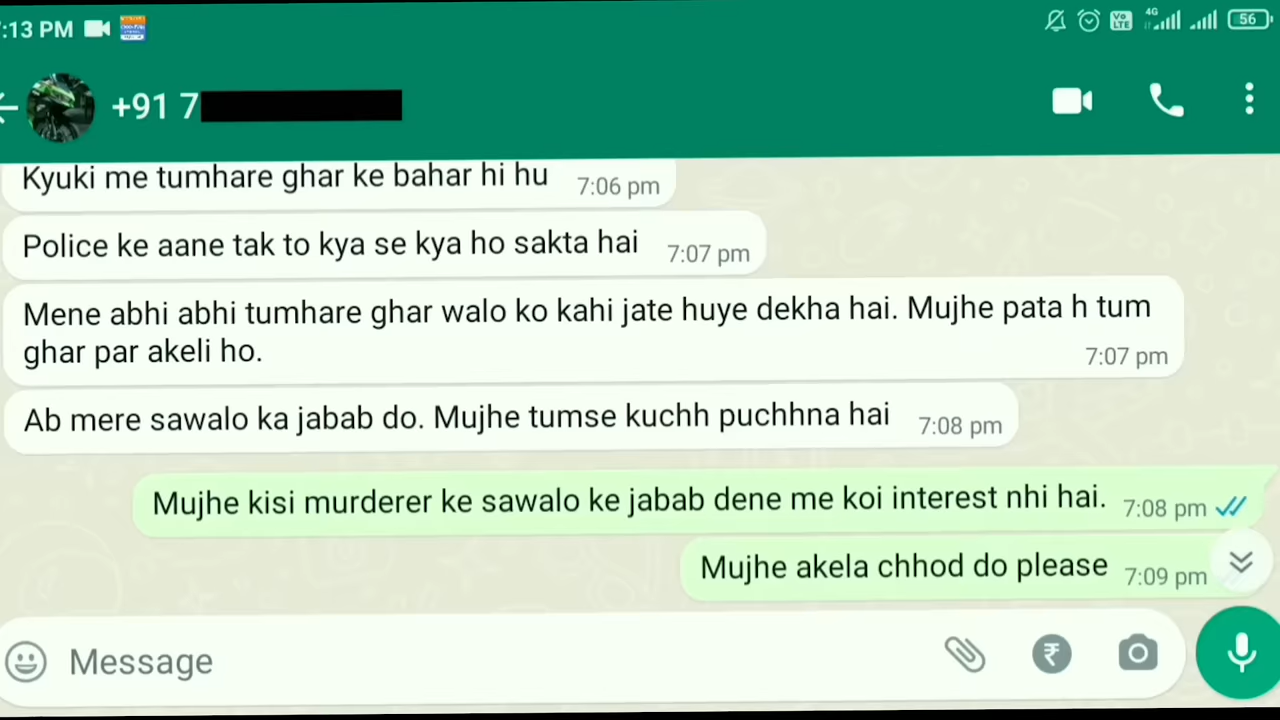 :13 PM
4G
Vo LTE
56
+91 7
Kyuki me tumhare ghar ke bahar hi hu 7:06 pm
Police ke aane tak to kya se kya ho sakta hai 7:07 pm
Mene abhi abhi tumhare ghar walo ko kahi jate huye dekha hai. Mujhe pata h tum
ghar par akeli ho. 7:07 pm
Ab mere sawalo ka jabab do. Mujhe tumse kuchh puchhna hai 7:08 pm
Mujhe kisi murderer ke sawalo ke jabab dene me koi interest nhi hai. 7:08 pm
Mujhe akela chhod do please 7:09 pm
Message
₹